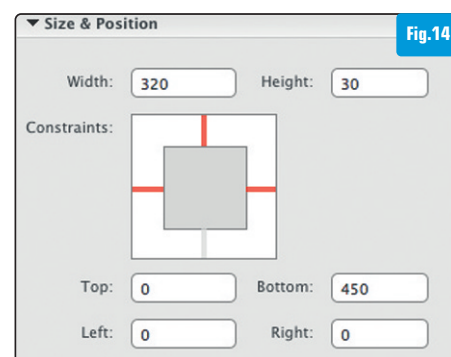 ▼ Size & Position
Fig.14
Width: 320 Height: 30
Constraints:
Top: 0 Bottom: 450
Left: 0 Right: 0